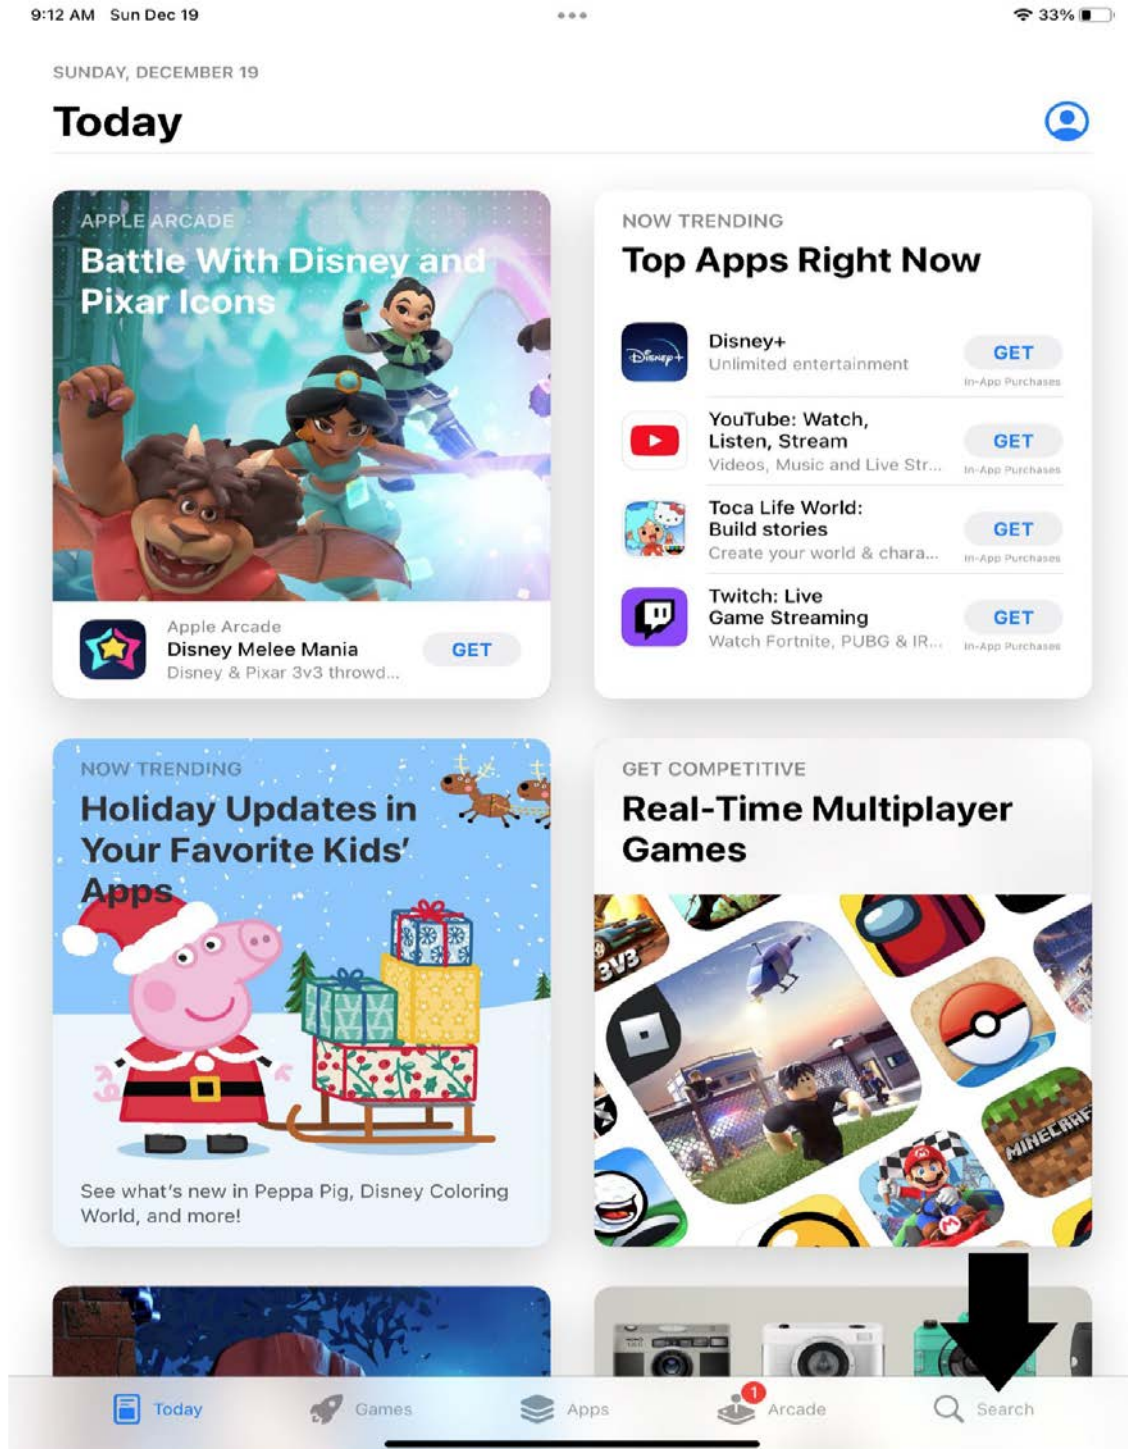 9:12 AM Sun Dec 19
33%
SUNDAY, DECEMBER 19
Today
APPLE ARCADE
Battle With Disney and
Pixar Icons
Apple Arcade
Disney Melee Mania
Disney & Pixar 3v3 throwd...
GET
NOW TRENDING
Top Apps Right Now
Disney+
Disney+
Unlimited entertainment
GET
In-App Purchases
YouTube: Watch,
Listen, Stream
Videos, Music and Live Str...
GET
In-App Purchases
Toca Life World:
Build stories
Create your world & chara...
GET
In-App Purchases
Twitch: Live
Game Streaming
Watch Fortnite, PUBG & IR...
GET
In-App Purchases
NOW TRENDING
Holiday Updates in
Your Favorite Kids'
Apps
See what's new in Peppa Pig, Disney Coloring
World, and more!
GET COMPETITIVE
Real-Time Multiplayer
Games
3V3
MINECRAFT
M
M
Today
Games
Apps
1
Arcade
Search